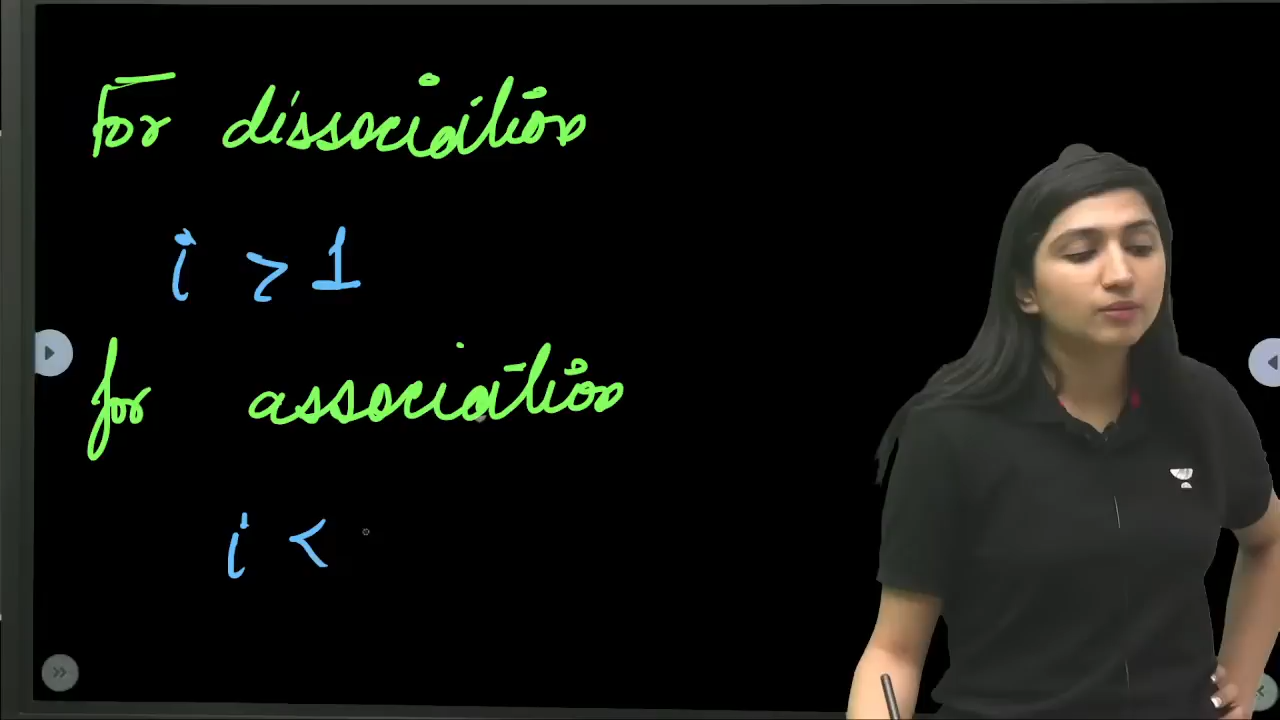 For dissociation
i > 1
for association
i <